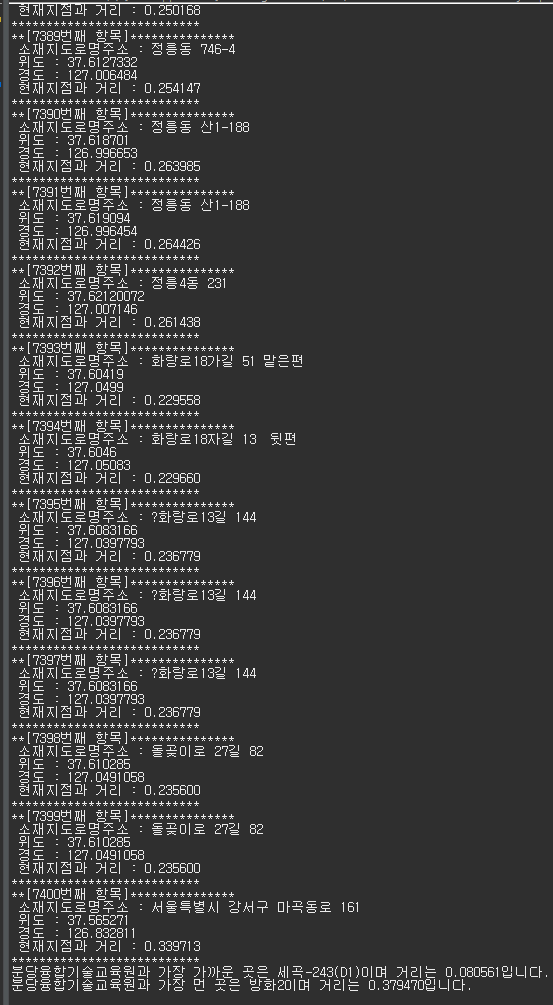 현재지점과 거리 : 0.250168
***************************
**[7389번째 항목]***************
소재지도로명주소 : 정릉동 746-4
위도 : 37.6127332
경도 : 127.006484
현재지점과 거리 : 0.254147
***************************
**[7390번째 항목]***************
소재지도로명주소 : 정릉동 산1-188
위도 : 37.618701
경도 : 126.996653
현재지점과 거리 : 0.263985
***************************
**[7391번째 항목]***************
소재지도로명주소 : 정릉동 산1-188
위도 : 37.619094
경도 : 126.996454
현재지점과 거리 : 0.264426
***************************
**[7392번째 항목]***************
소재지도로명주소 : 정릉4동 231
위도 : 37.62120072
경도 : 127.007146
현재지점과 거리 : 0.261438
***************************
**[7393번째 항목]***************
소재지도로명주소 : 화랑로18가길 51 맡은편
위도 : 37.60419
경도 : 127.0499
현재지점과 거리 : 0.229558
***************************
**[7394번째 항목]***************
소재지도로명주소 : 화랑로18자길 13  뒷편
위도 : 37.6046
경도 : 127.05083
현재지점과 거리 : 0.229660
***************************
**[7395번째 항목]***************
소재지도로명주소 : ?화랑로13길 144
위도 : 37.6083166
경도 : 127.0397793
현재지점과 거리 : 0.236779
***************************
**[7396번째 항목]***************
소재지도로명주소 : ?화랑로13길 144
위도 : 37.6083166
경도 : 127.0397793
현재지점과 거리 : 0.236779
***************************
**[7397번째 항목]***************
소재지도로명주소 : ?화랑로13길 144
위도 : 37.6083166
경도 : 127.0397793
현재지점과 거리 : 0.236779
***************************
**[7398번째 항목]***************
소재지도로명주소 : 돌곶이로 27길 82
위도 : 37.610285
경도 : 127.0491058
현재지점과 거리 : 0.235600
***************************
**[7399번째 항목]***************
소재지도로명주소 : 돌곶이로 27길 82
위도 : 37.610285
경도 : 127.0491058
현재지점과 거리 : 0.235600
***************************
**[7400번째 항목]***************
소재지도로명주소 : 서울특별시 강서구 마곡동로 161
위도 : 37.565271
경도 : 126.832811
현재지점과 거리 : 0.339713
***************************
분당융합기술교육원과 가장 가까운 곳은 세곡-243(D1)이며 거리는 0.080561입니다.
분당융합기술교육원과 가장 먼 곳은 방화20이며 거리는 0.379470입니다.